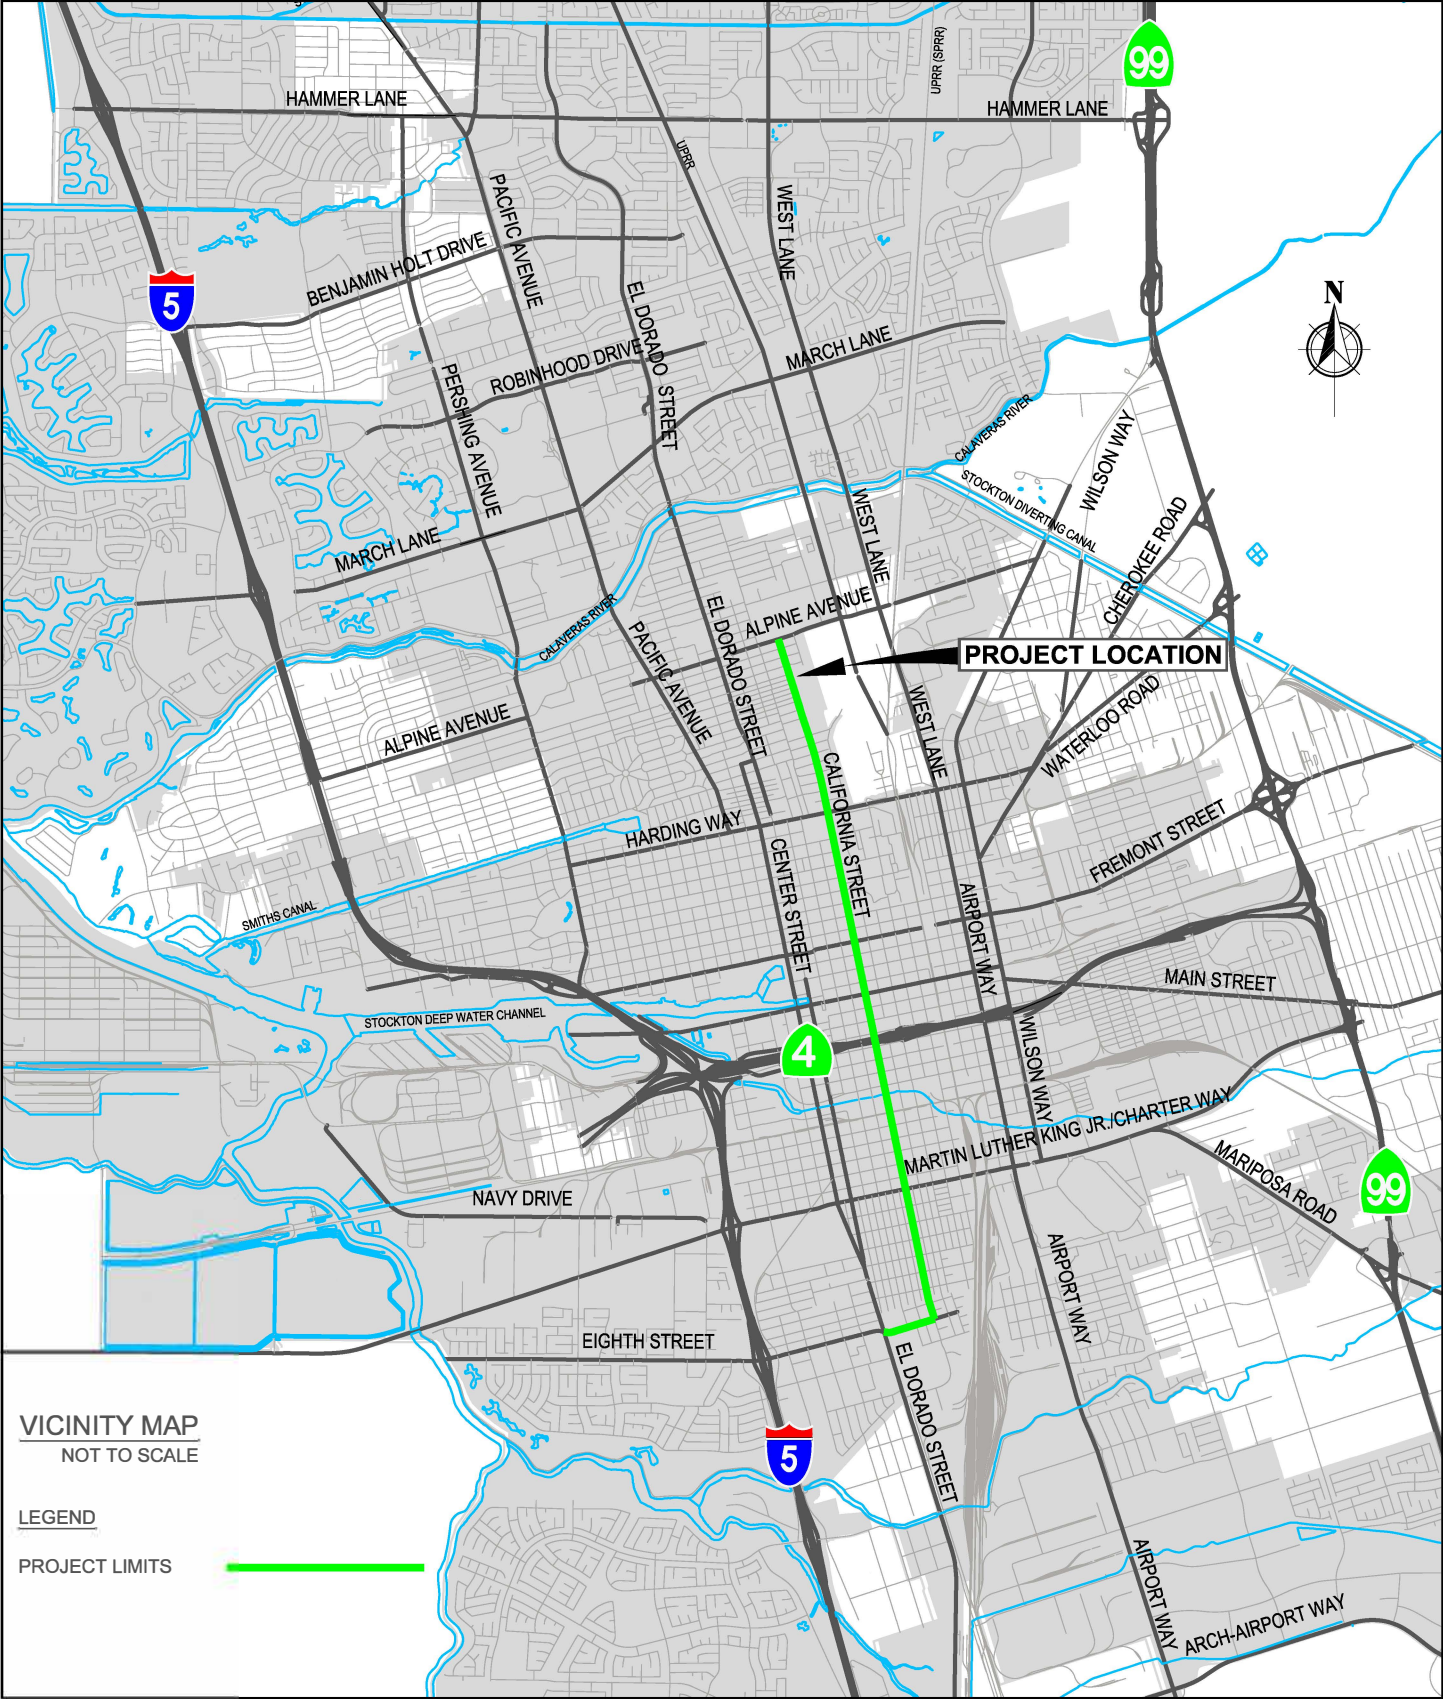 99
UPRR (SPRR)
HAMMER LANE
HAMMER LANE
UPRR
PACIFIC AVENUE
WEST LANE
BENJAMIN HOLT DRIVE
5
EL DORADO STREET
N
ROBINHOOD DRIVE
MARCH LANE
PERSHING AVENUE
CALAVERAS RIVER
WILSON WAY
STOCKTON DIVERTING CANAL
WEST LANE
CHEROKEE ROAD
MARCH LANE
CALAVERAS RIVER
ALPINE AVENUE
EL DORADO STREET
PACIFIC AVENUE
PROJECT LOCATION
WEST LANE
WATERLOO ROAD
ALPINE AVENUE
CALIFORNIA STREET
HARDING WAY
FREMONT STREET
CENTER STREET
SMITHS CANAL
AIRPORT WAY
MAIN STREET
STOCKTON DEEP WATER CHANNEL
4
WILSON WAY
MARTIN LUTHER KING JR./CHARTER WAY
MARIPOSA ROAD
99
NAVY DRIVE
AIRPORT WAY
EIGHTH STREET
EL DORADO STREET
VICINITY MAP
NOT TO SCALE
5
LEGEND
PROJECT LIMITS
AIRPORT WAY
ARCH-AIRPORT WAY